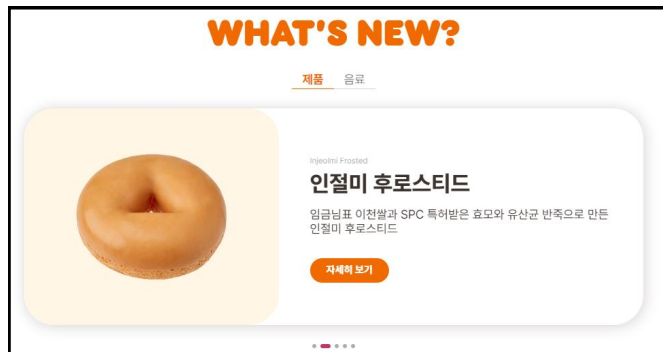 WHAT'S NEW?
제품 음료
Injeolmi Frosted
인절미 후로스티드
임금님표 이천쌀과 SPC 특허받은 효모와 유산균 반죽으로 만든
인절미 후로스티드
자세히 보기